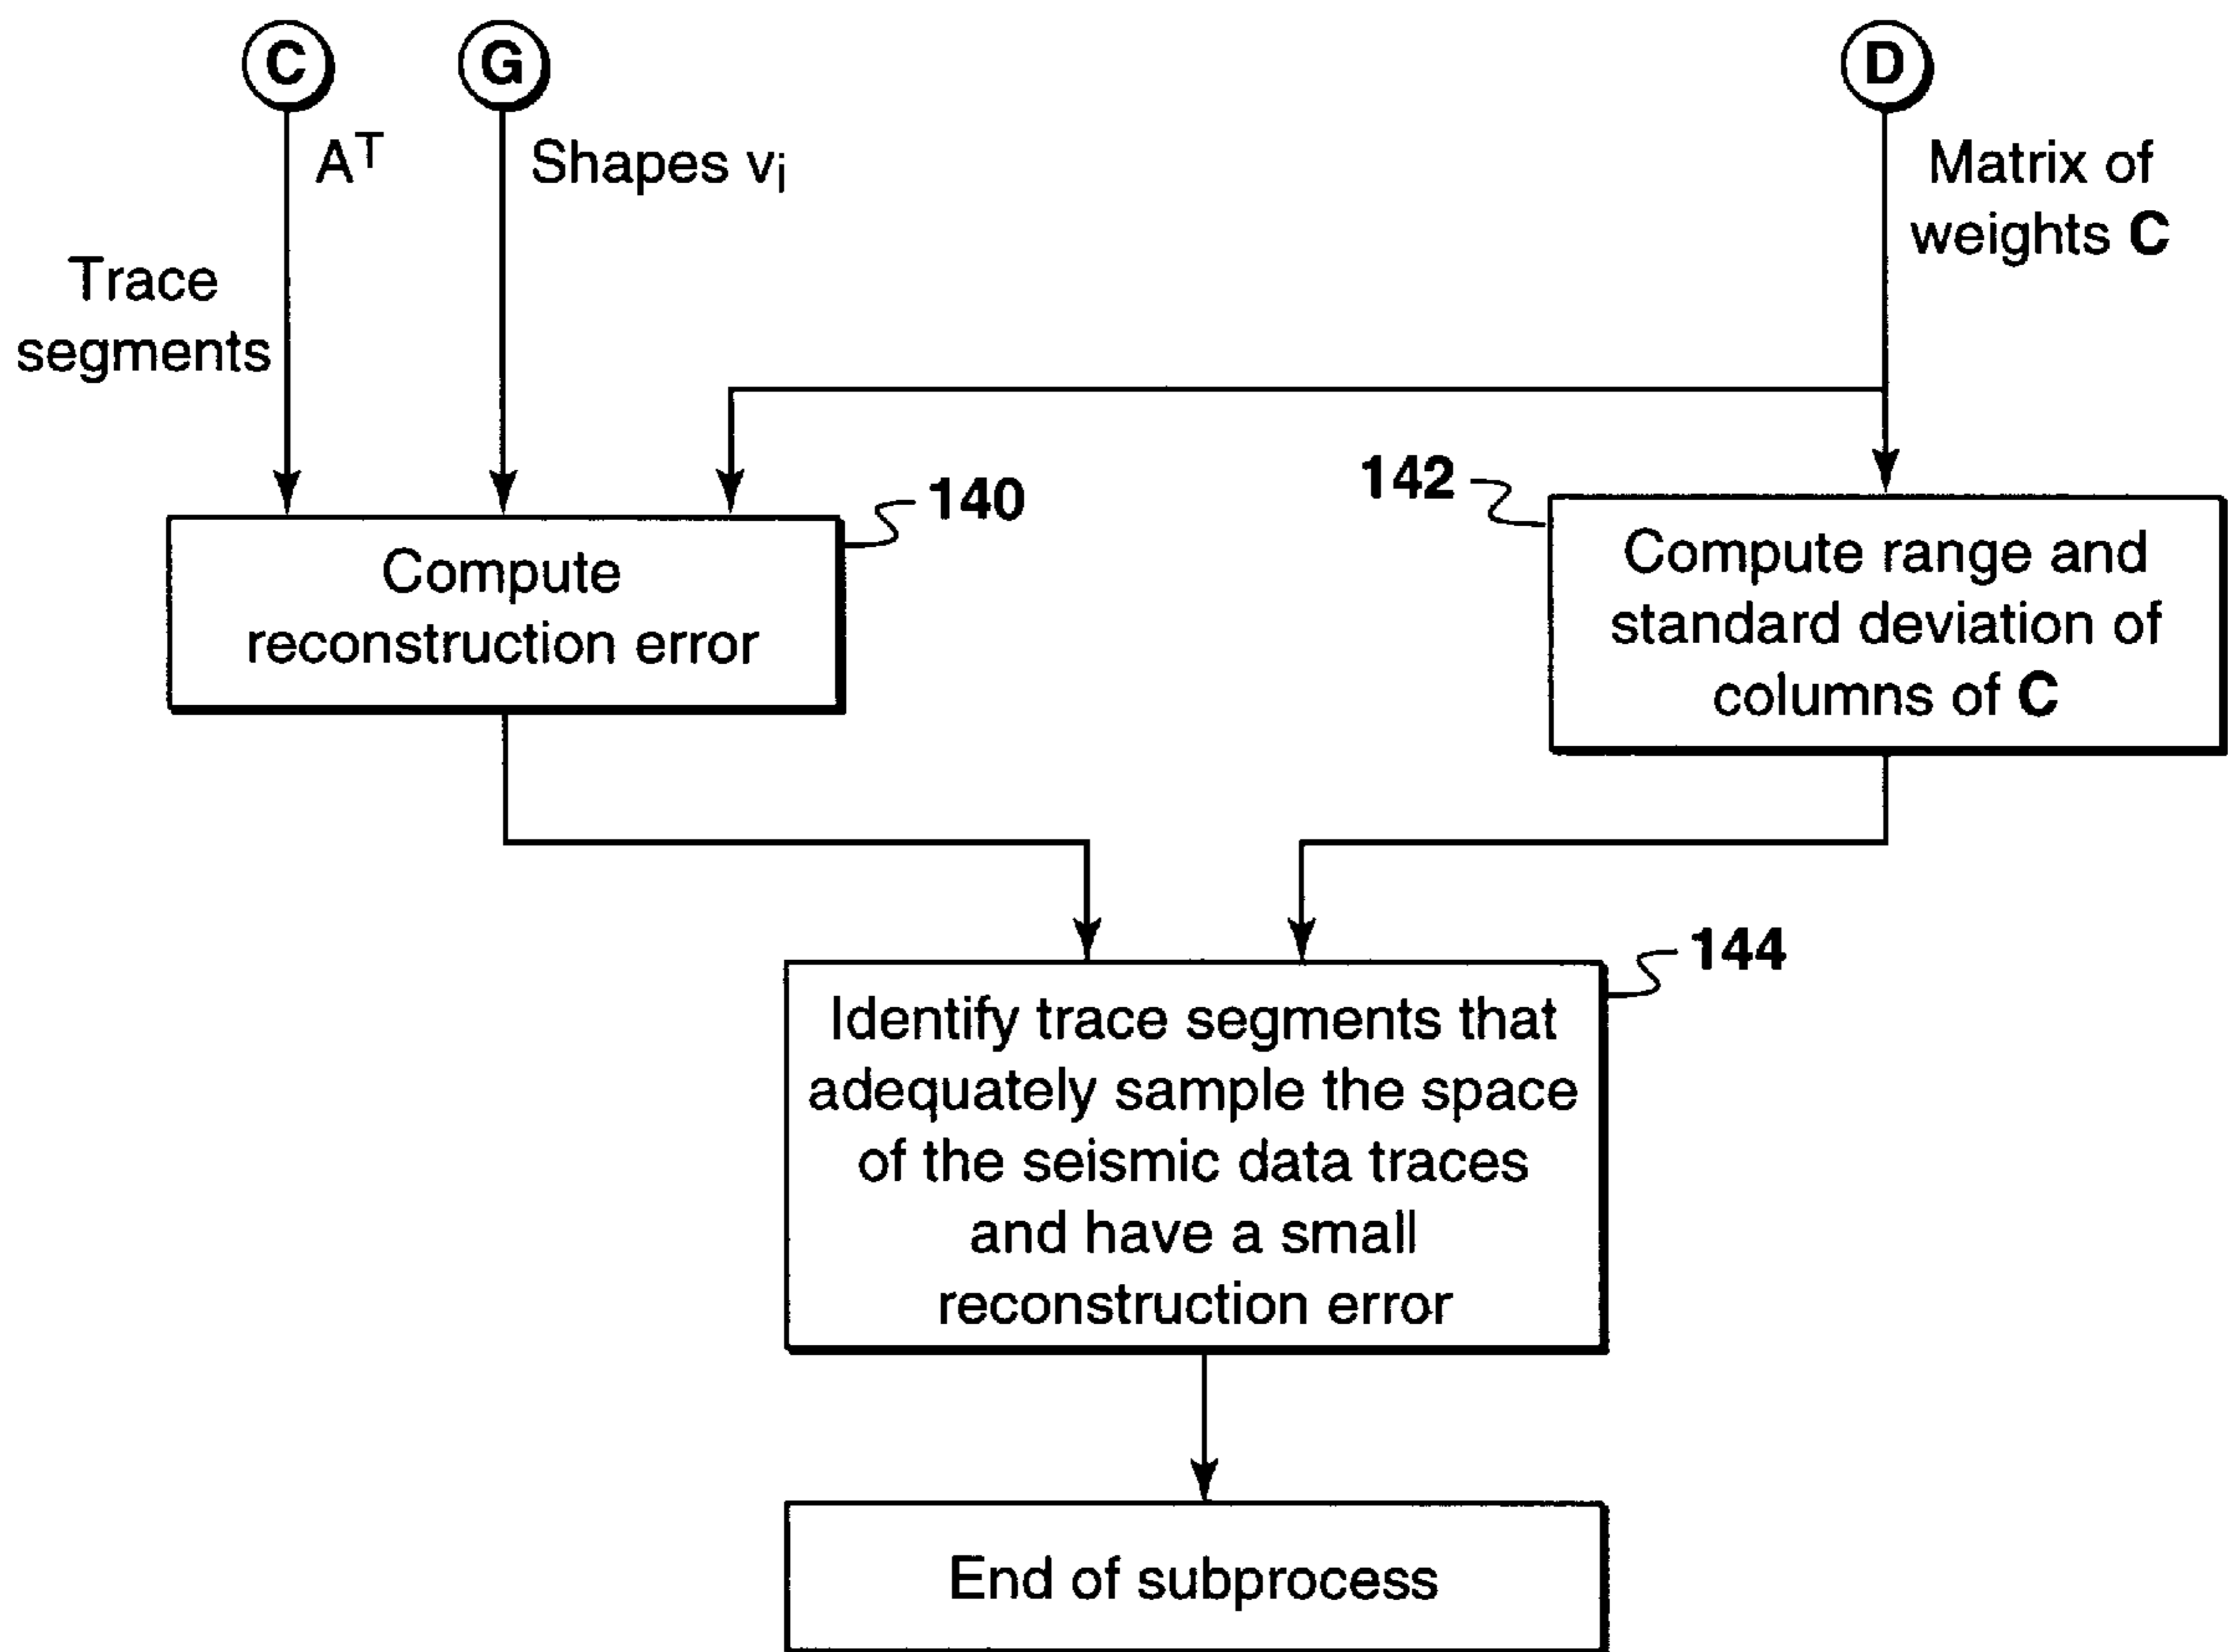 C
G
D
Aᵀ
Shapes vᵢ
Matrix of
weights C
Trace
segments
140
142
Compute
reconstruction error
Compute range and
standard deviation of
columns of C
144
Identify trace segments that
adequately sample the space
of the seismic data traces
and have a small
reconstruction error
End of subprocess